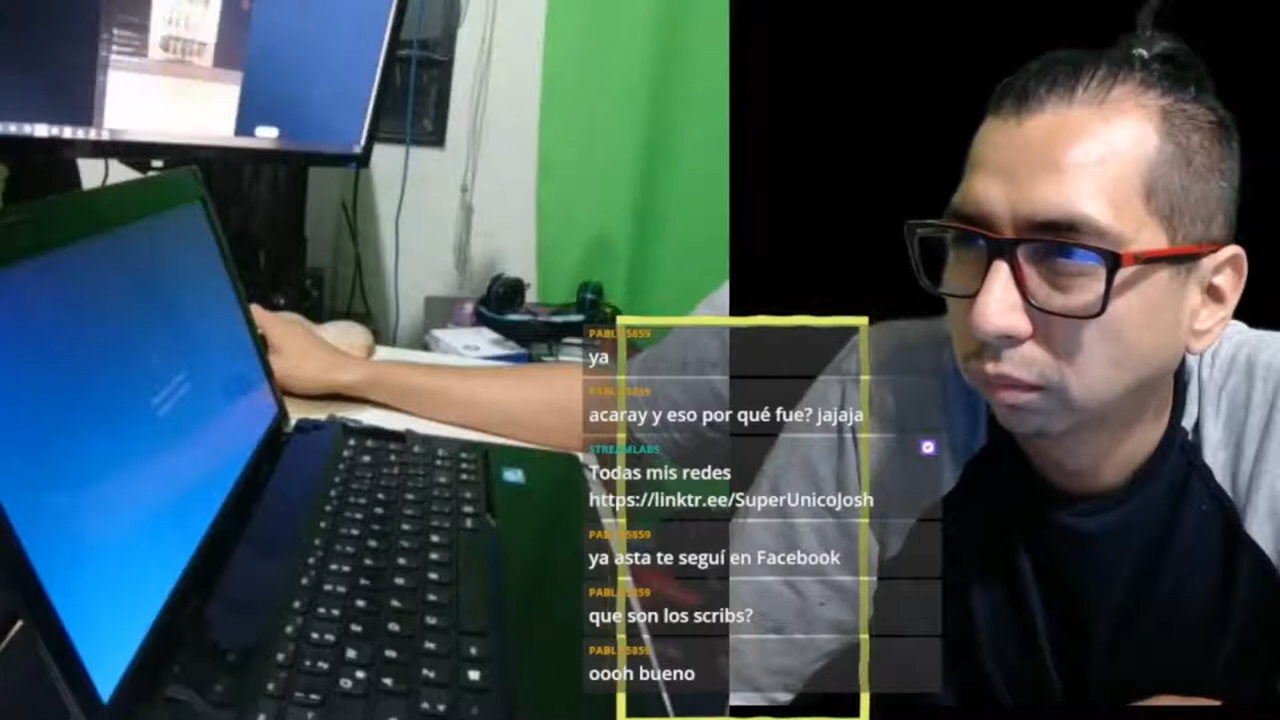 ya
acaray y eso por qué fue? jajaja
STREAMLABS
Todas mis redes
https://linktr.ee/SuperUnicoJosh
ya asta te seguí en Facebook
que son los scribs?
oooh bueno